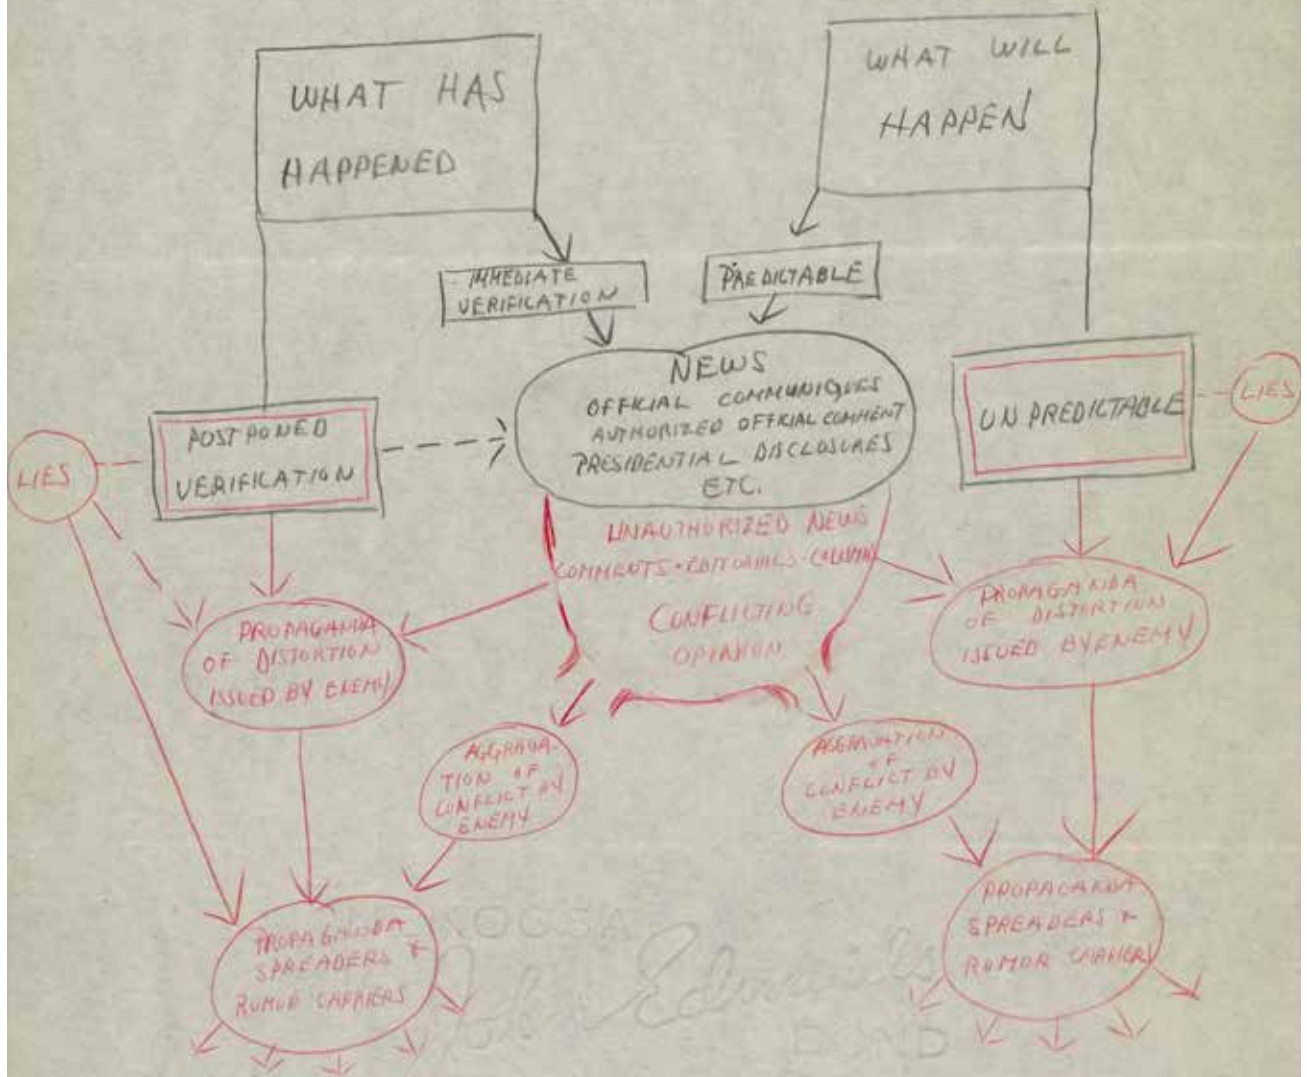 WHAT HAS
HAPPENED
WHAT WILL
HAPPEN
IMMEDIATE
VERIFICATION
PREDICTABLE
NEWS
OFFICIAL COMMUNIQUES
AUTHORIZED OFFICIAL COMMENT
PRESIDENTIAL DISCLOSURES
ETC.
LIES
POSTPONED
VERIFICATION
UNPREDICTABLE
LIES
UNAUTHORIZED NEWS
COMMENTS - EDITORIALS -
CONFLICTING
OPINION
PROPAGANDA
OF DISTORTION
ISSUED BY ENEMY
PROPAGANDA
OF DISTORTION
ISSUED BY ENEMY
AGGRAVA-
TION OF
CONFLICT BY
ENEMY
AGGRAVATION
OF
CONFLICT BY
ENEMY
PROPAGANDA
SPREADERS &
RUMOR CARRIERS
PROPAGANDA
SPREADERS &
RUMOR
BOND